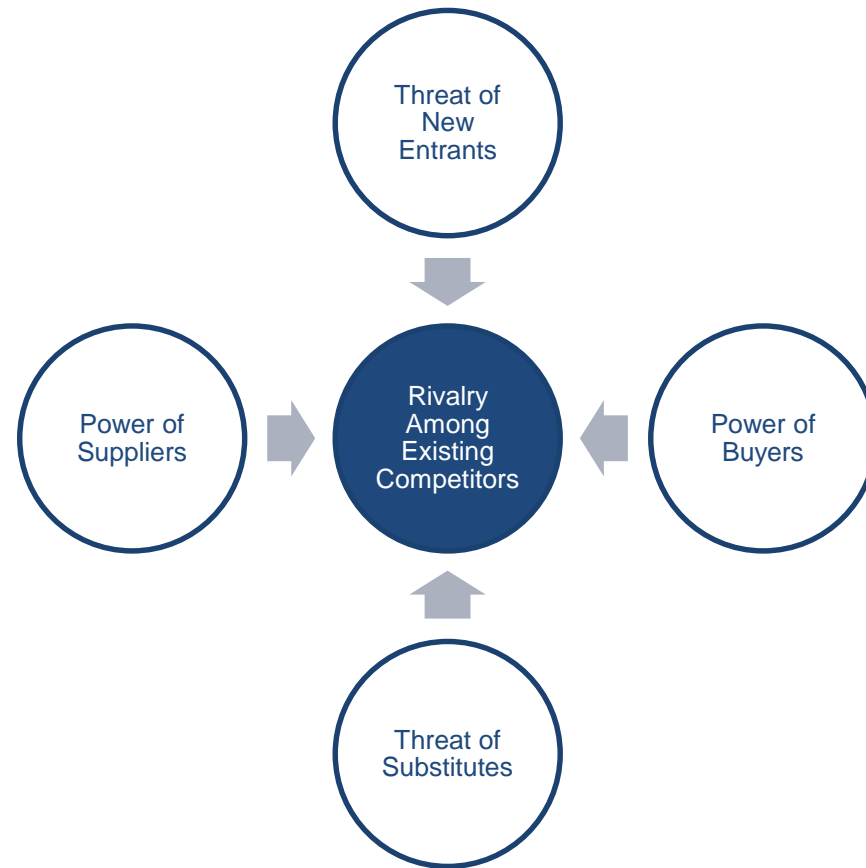 Threat of
New
Entrants
Power of
Suppliers
Rivalry
Among
Existing
Competitors
Power of
Buyers
Threat of
Substitutes